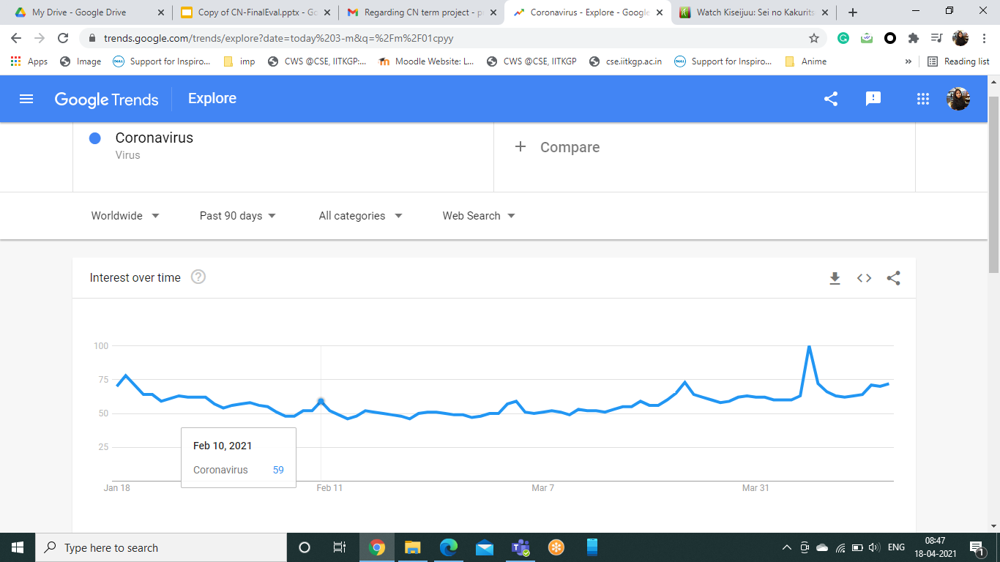 My Drive - Google Drive
Copy of CN-FinalEval.pptx - Go
Regarding CN term project - p
Coronavirus - Explore - Google
Watch Kiseijuu: Sei no Kakurits
trends.google.com/trends/explore?date=today%203-m&q=%2Fm%2F01cpyy
Apps
Image
Support for Inspiro...
imp
CWS @CSE, IITKGP:...
Moodle Website: L...
CWS @CSE, IITKGP
cse.iitkgp.ac.in
Support for Inspiro...
Anime
»
Reading list
Google Trends
Explore
Coronavirus
Virus
+ Compare
Worldwide
Past 90 days
All categories
Web Search
Interest over time
100
75
50
25
Feb 10, 2021
Coronavirus 59
Jan 18
Feb 11
Mar 7
Mar 31
Type here to search
ENG
08:47
18-04-2021
1